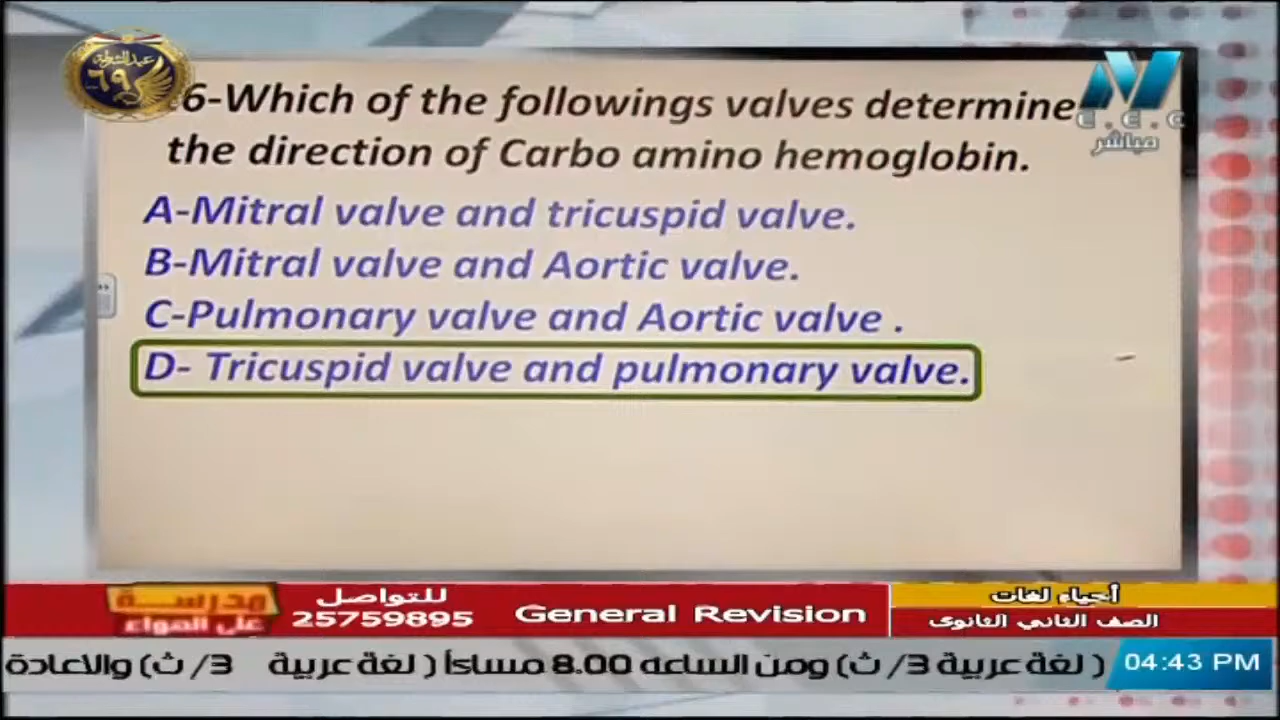 عيد الشرطة
٦٩
6-Which of the followings valves determine
the direction of Carbo amino hemoglobin.
A-Mitral valve and tricuspid valve.
B-Mitral valve and Aortic valve.
C-Pulmonary valve and Aortic valve .
D- Tricuspid valve and pulmonary valve.
E.E.C
مباشر
مدرسة
على الهواء
للتواصل
25759895
General Revision
أحياء لغات
الصف الثاني الثانوى
( لغة عربية 3/ ث) ومن الساعه 8.00 مساءاً ( لغة عربية 3/ ث) والاعادة
04:43 PM